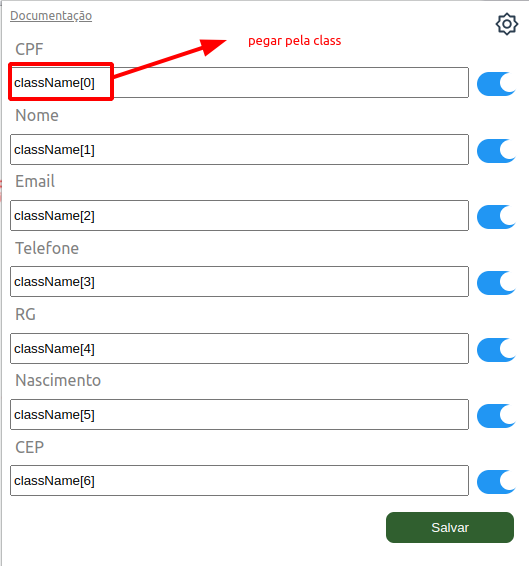 Documentação
pegar pela class
CPF
className[0]
Nome
className[1]
Email
className[2]
Telefone
className[3]
RG
className[4]
Nascimento
className[5]
CEP
className[6]
Salvar